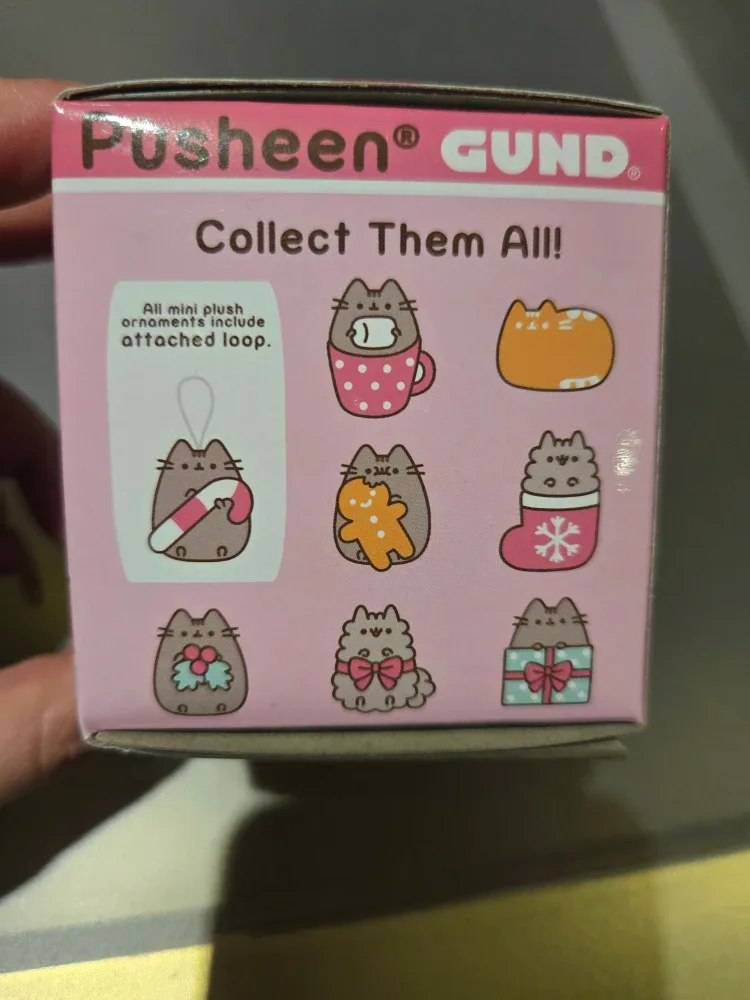 Pusheen® GUND®
Collect Them All!
All mini plush
ornaments include
attached loop.